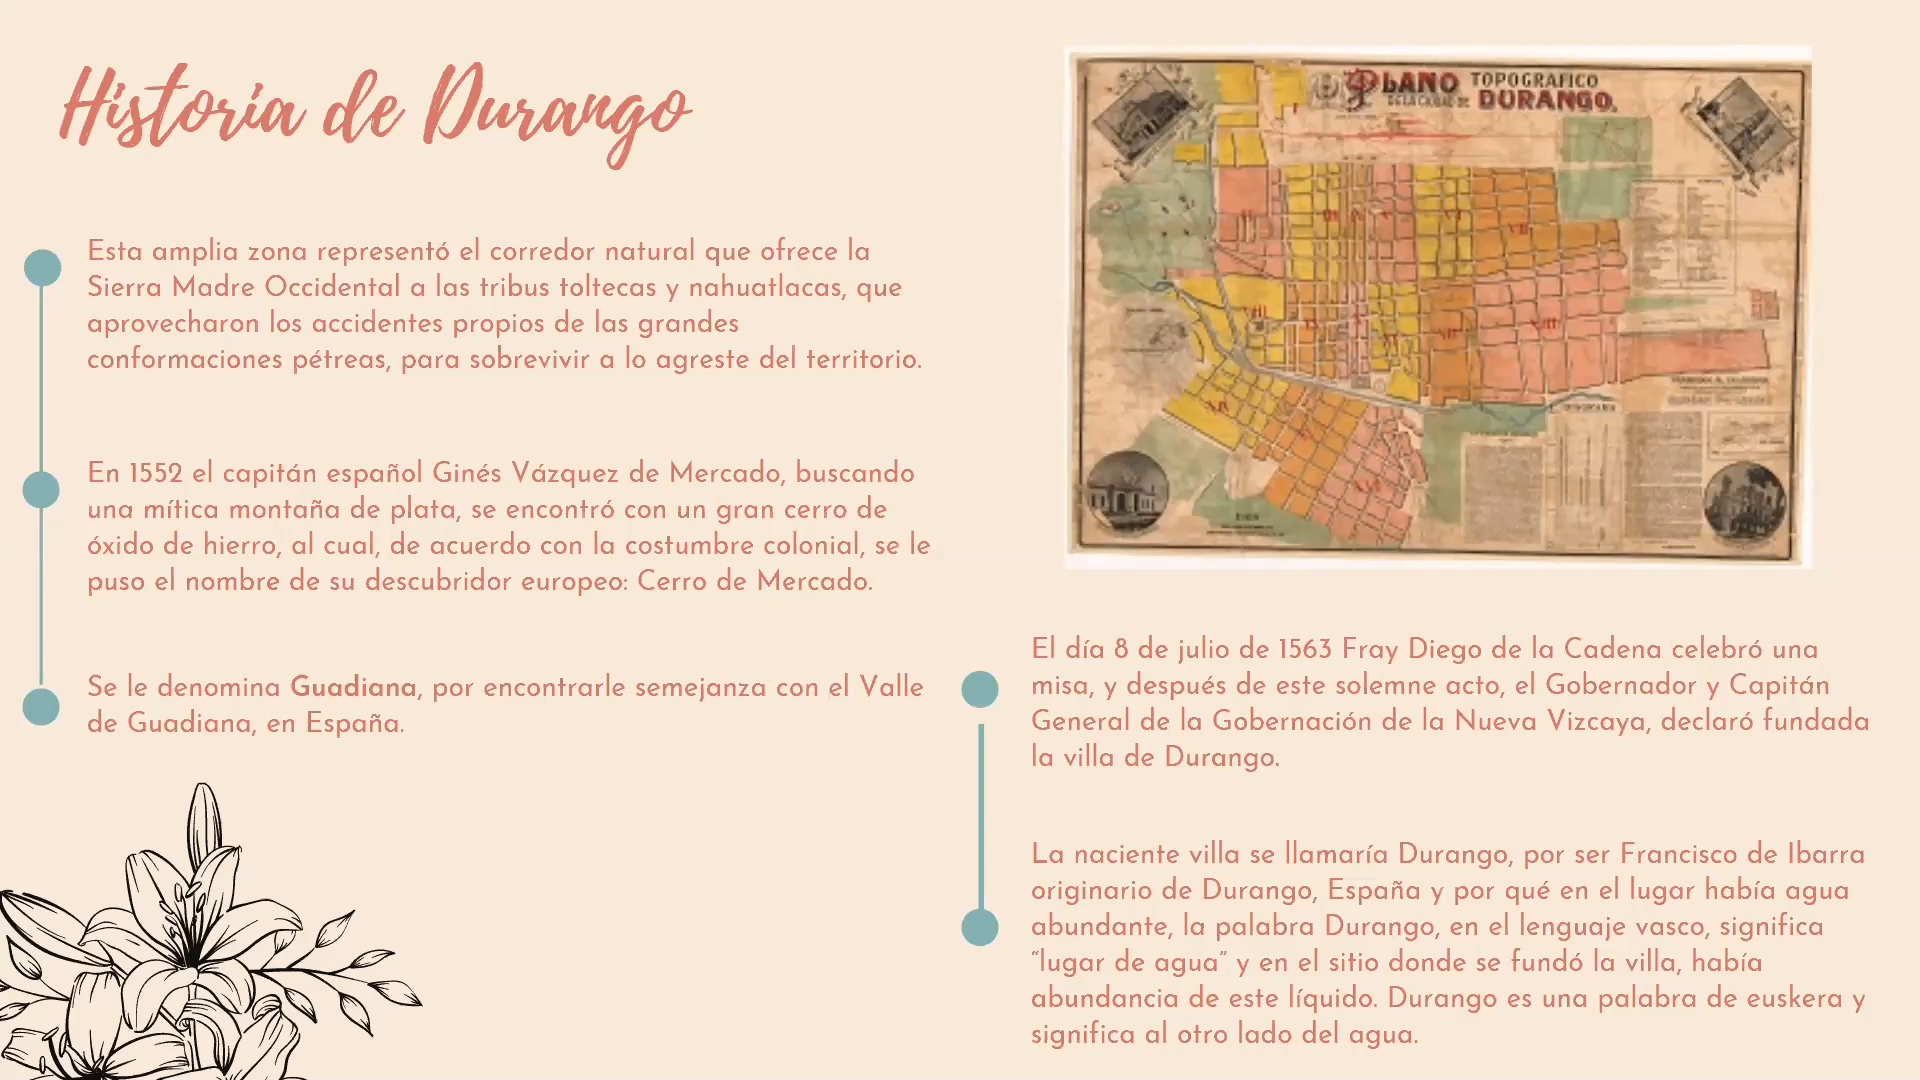 Historia de Durango
Esta amplia zona representó el corredor natural que ofrece la
Sierra Madre Occidental a las tribus toltecas y nahuatlacas, que
aprovecharon los accidentes propios de las grandes
conformaciones pétreas, para sobrevivir a lo agreste del territorio.
En 1552 el capitán español Ginés Vázquez de Mercado, buscando
una mítica montaña de plata, se encontró con un gran cerro de
óxido de hierro, al cual, de acuerdo con la costumbre colonial, se le
puso el nombre de su descubridor europeo: Cerro de Mercado.
Se le denomina Guadiana, por encontrarle semejanza con el Valle
de Guadiana, en España.
PLANO TOPOGRAFICO
DE LA CIUDAD DE DURANGO.
El día 8 de julio de 1563 Fray Diego de la Cadena celebró una
misa, y después de este solemne acto, el Gobernador y Capitán
General de la Gobernación de la Nueva Vizcaya, declaró fundada
la villa de Durango.
La naciente villa se llamaría Durango, por ser Francisco de Ibarra
originario de Durango, España y por qué en el lugar había agua
abundante, la palabra Durango, en el lenguaje vasco, significa
“lugar de agua” y en el sitio donde se fundó la villa, había
abundancia de este líquido. Durango es una palabra de euskera y
significa al otro lado del agua.